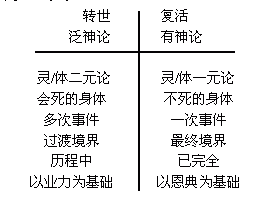 转世 复活
泛神论 有神论
灵/体二元论 灵/体一元论
会死的身体 不死的身体
多次事件 一次事件
过渡境界 最终境界
历程中 已完全
以业力为基础 以恩典为基础